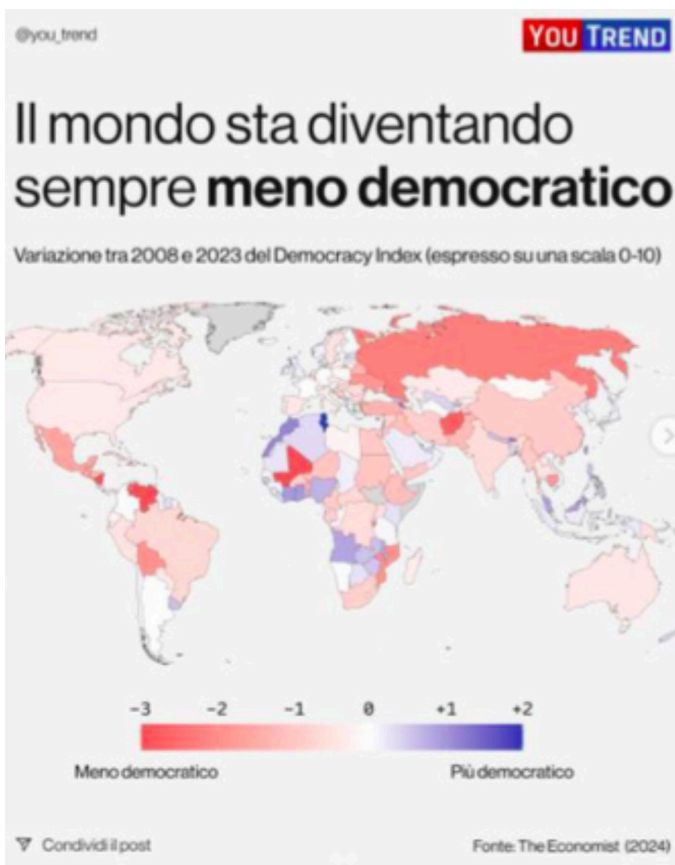 @you_trend
YOU TREND
Il mondo sta diventando
sempre meno democratico
Variazione tra 2008 e 2023 del Democracy Index (espresso su una scala 0-10)
-3 -2 -1 0 +1 +2
Meno democratico Più democratico
Condividi il post Fonte: The Economist (2024)